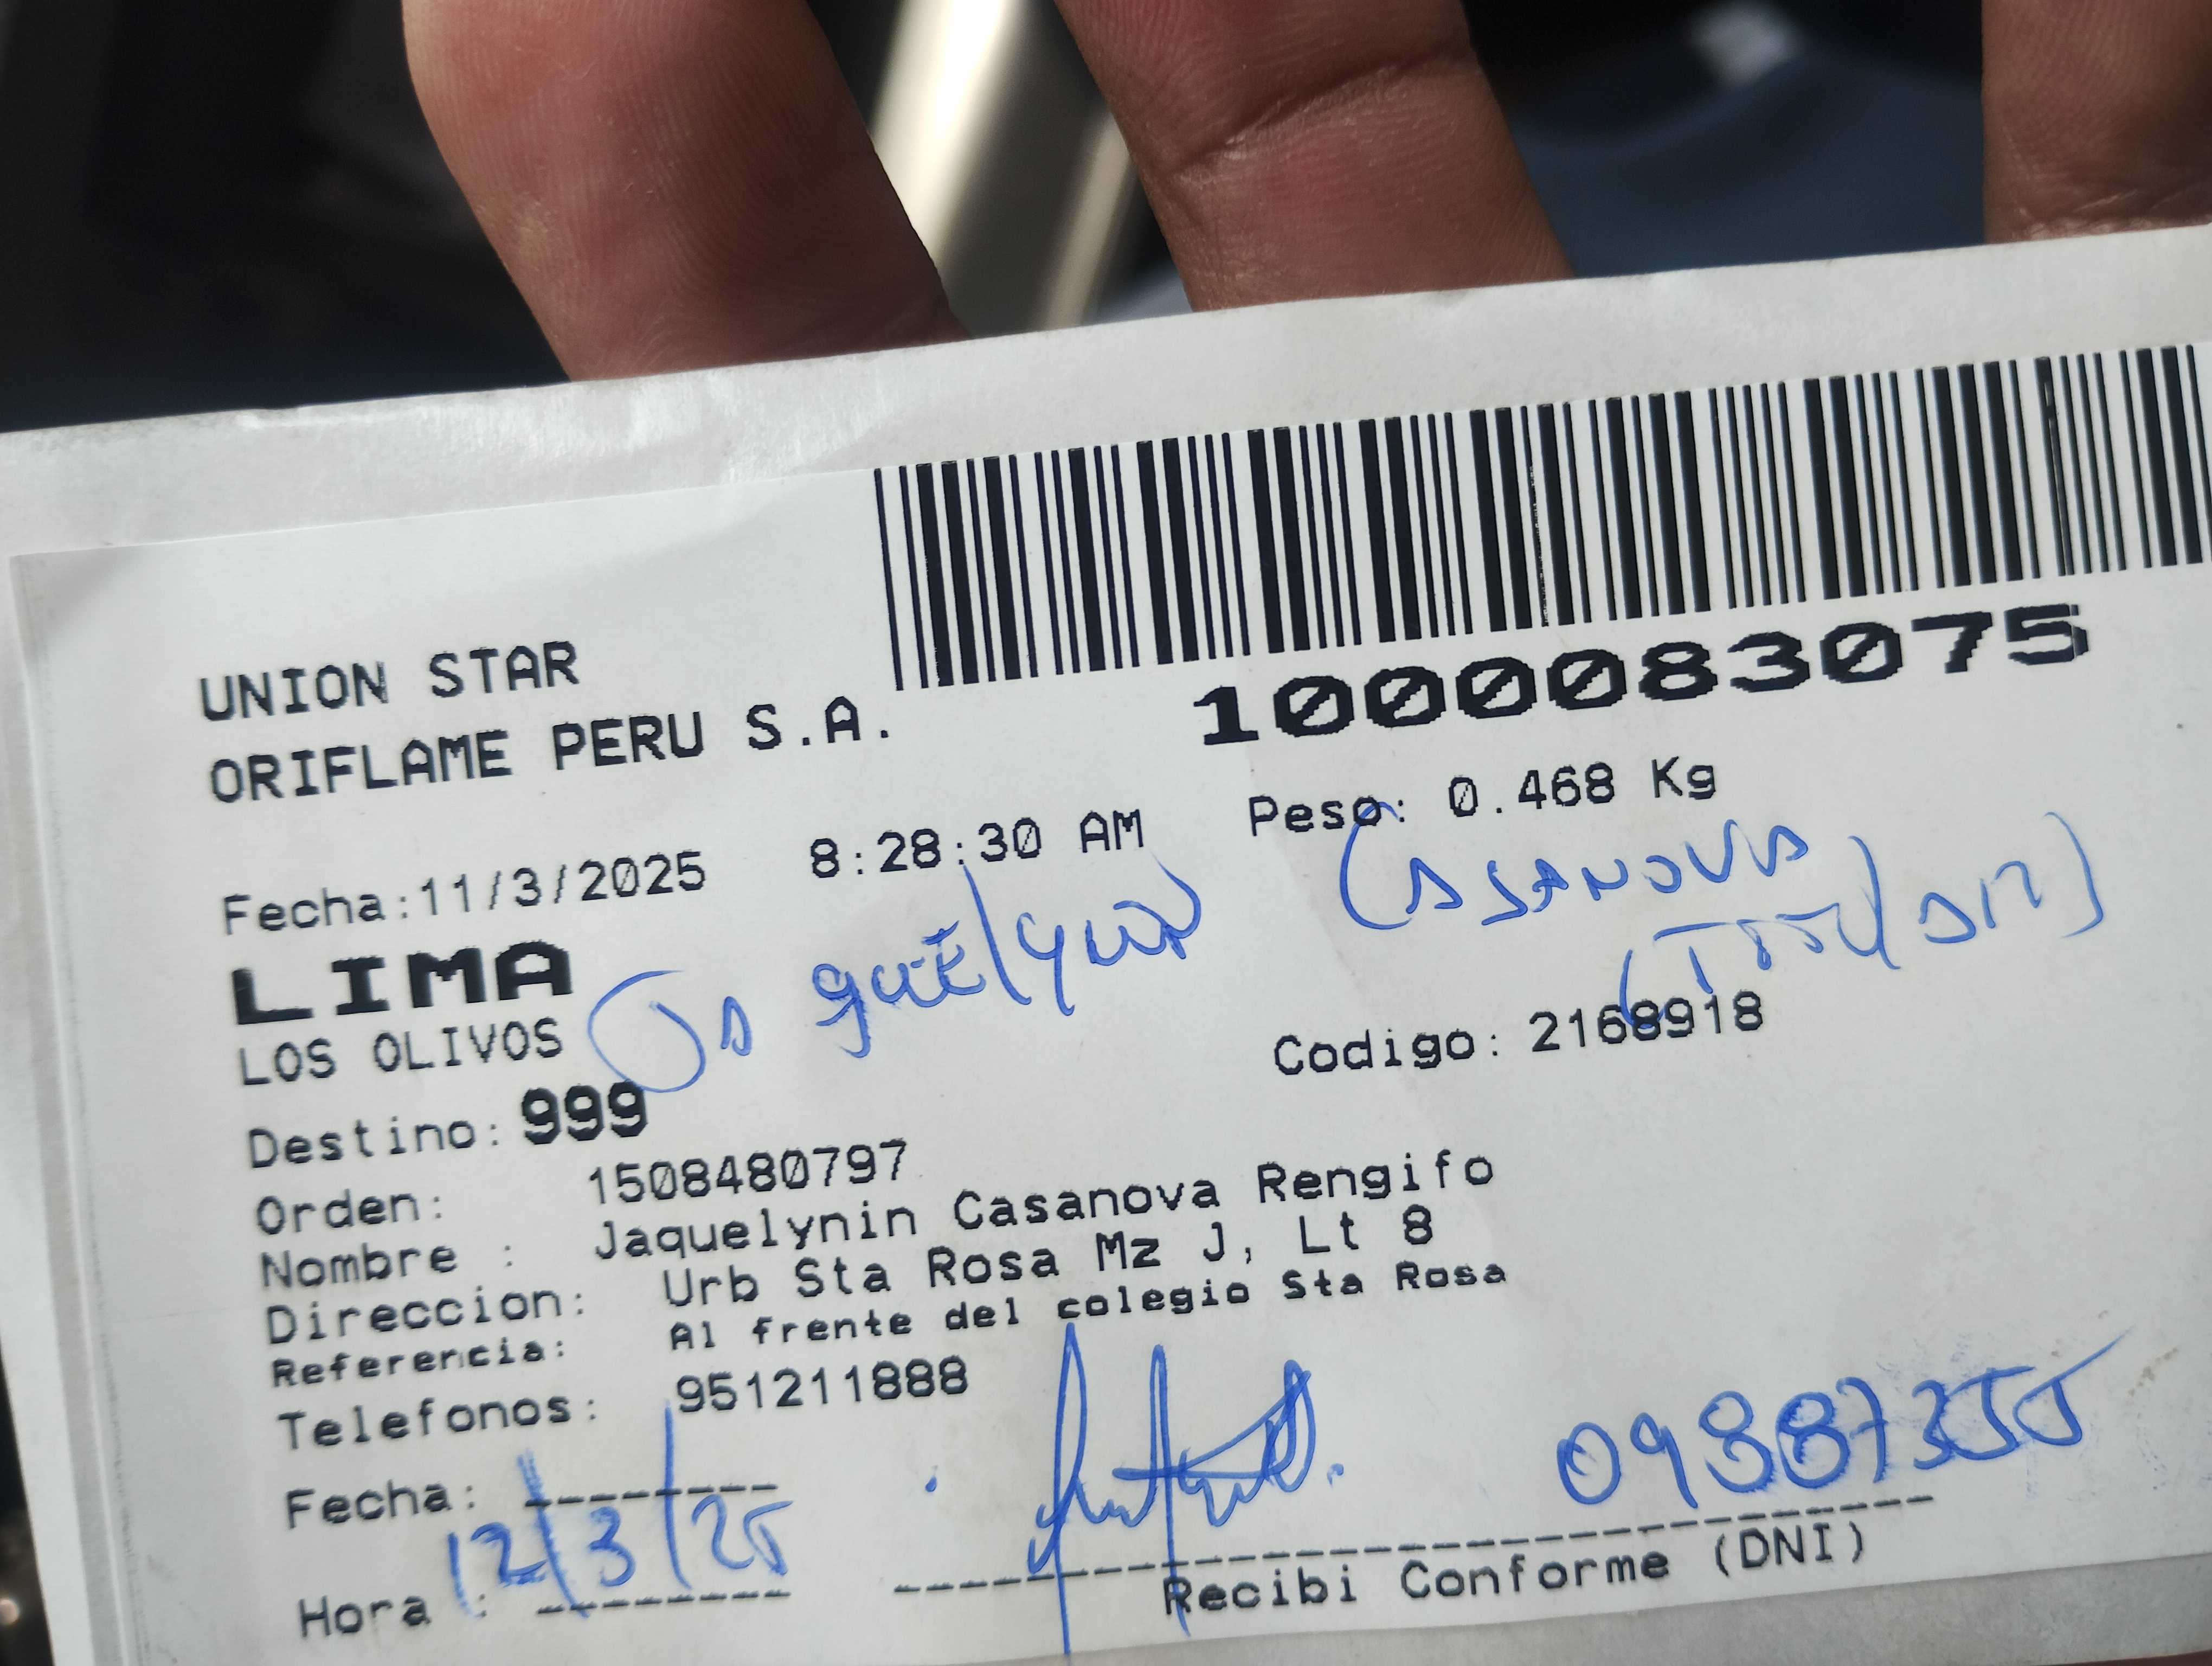 UNION STAR
ORIFLAME PERU S.A.
1000083075
Fecha:11/3/2025 8:28:30 AM Peso: 0.468 Kg
LIMA
CASANOVA
LOS OLIVOS
Codigo: 2168918
Destino: 999
Orden: 1508480797
Nombre : Jaquelynin Casanova Rengifo
Direccion: Urb Sta Rosa Mz J, Lt 8
Referencia: Al frente del colegio Sta Rosa
Telefonos: 951211888
Fecha: 12/3/25
09887355
Hora :
Recibi Conforme (DNI)